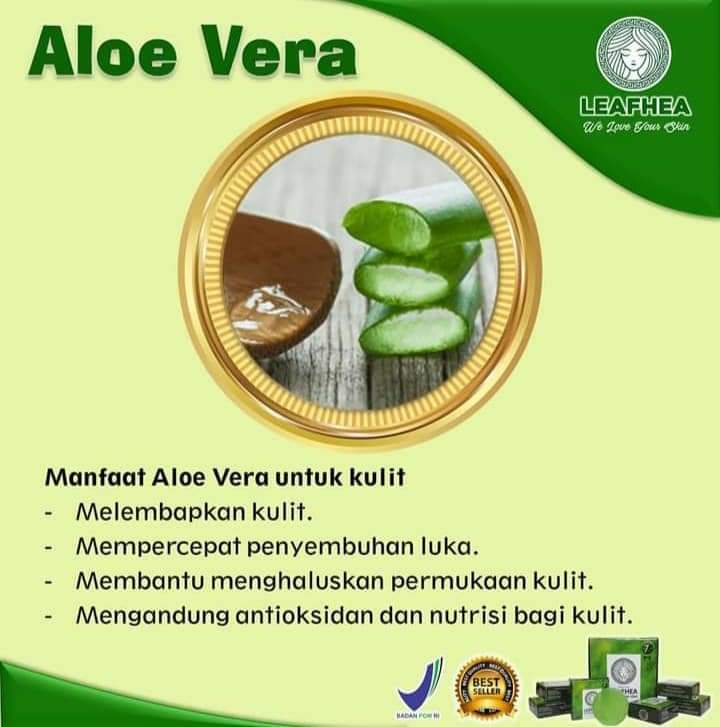 Aloe Vera
LEAFHEA
We Love Your Skin
Manfaat Aloe Vera untuk kulit
- Melembapkan kulit.
- Mempercepat penyembuhan luka.
- Membantu menghaluskan permukaan kulit.
- Mengandung antioksidan dan nutrisi bagi kulit.
BADAN POM RI
BEST
SELLER